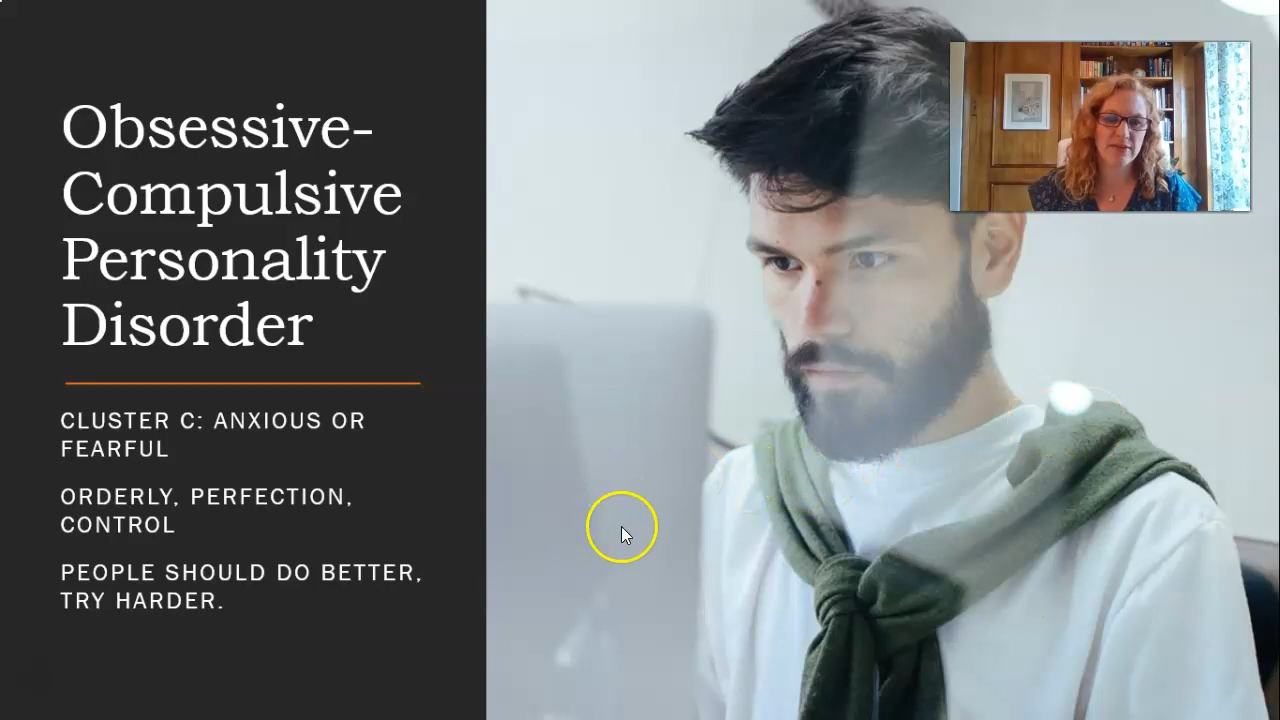 Obsessive-
Compulsive
Personality
Disorder
CLUSTER C: ANXIOUS OR
FEARFUL
ORDERLY, PERFECTION,
CONTROL
PEOPLE SHOULD DO BETTER,
TRY HARDER.